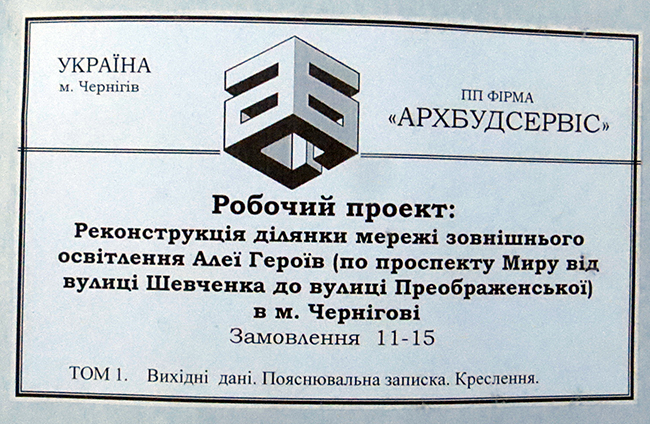 УКРАЇНА
м. Чернігів
ПП ФІРМА
«АРХБУДСЕРВІС»
АБС
Робочий проект:
Реконструкція ділянки мережі зовнішнього
освітлення Алеї Героїв (по проспекту Миру від
вулиці Шевченка до вулиці Преображенської)
в м. Чернігові
Замовлення 11-15
ТОМ 1. Вихідні дані. Пояснювальна записка. Креслення.